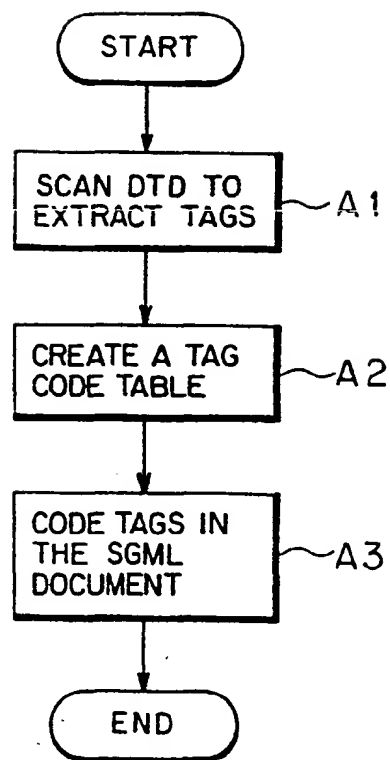 START
SCAN DTD TO
EXTRACT TAGS
A1
CREATE A TAG
CODE TABLE
A2
CODE TAGS IN
THE SGML
DOCUMENT
A3
END